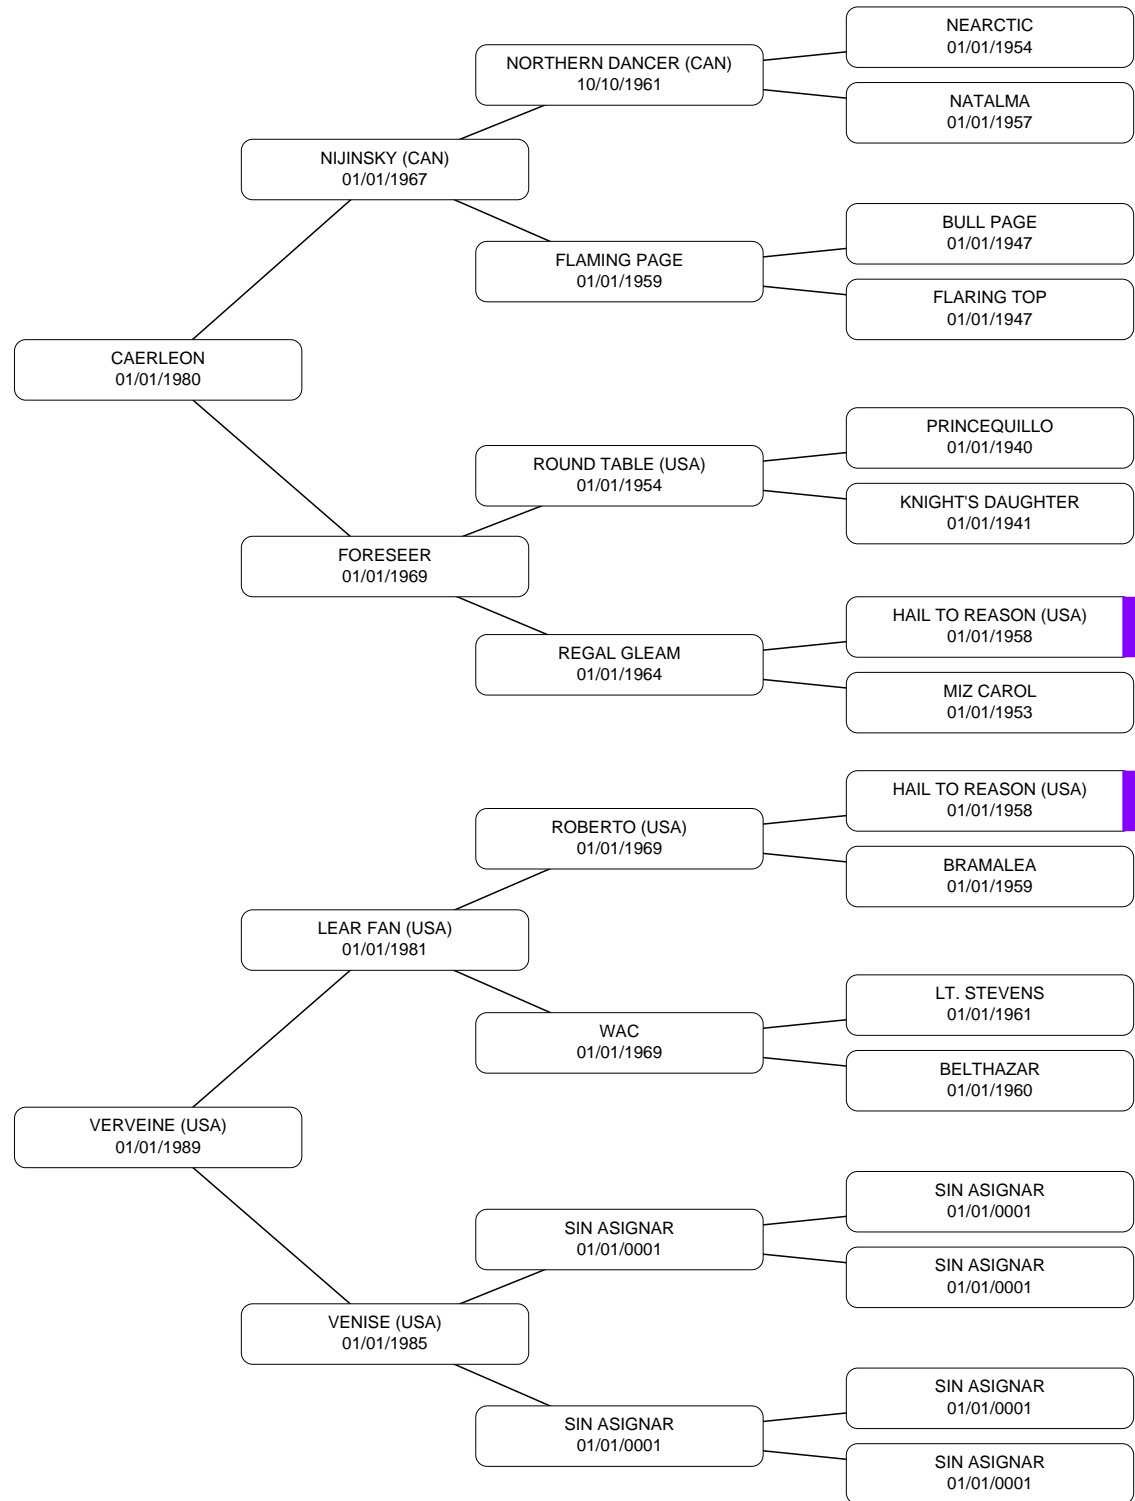 NEARCTIC
01/01/1954
NORTHERN DANCER (CAN)
10/10/1961
NATALMA
01/01/1957
NIJINSKY (CAN)
01/01/1967
BULL PAGE
01/01/1947
FLAMING PAGE
01/01/1959
FLARING TOP
01/01/1947
CAERLEON
01/01/1980
PRINCEQUILLO
01/01/1940
ROUND TABLE (USA)
01/01/1954
KNIGHT'S DAUGHTER
01/01/1941
FORESEER
01/01/1969
HAIL TO REASON (USA)
01/01/1958
REGAL GLEAM
01/01/1964
MIZ CAROL
01/01/1953
HAIL TO REASON (USA)
01/01/1958
ROBERTO (USA)
01/01/1969
BRAMALEA
01/01/1959
LEAR FAN (USA)
01/01/1981
LT. STEVENS
01/01/1961
WAC
01/01/1969
BELTHAZAR
01/01/1960
VERVEINE (USA)
01/01/1989
SIN ASIGNAR
01/01/0001
SIN ASIGNAR
01/01/0001
SIN ASIGNAR
01/01/0001
VENISE (USA)
01/01/1985
SIN ASIGNAR
01/01/0001
SIN ASIGNAR
01/01/0001
SIN ASIGNAR
01/01/0001